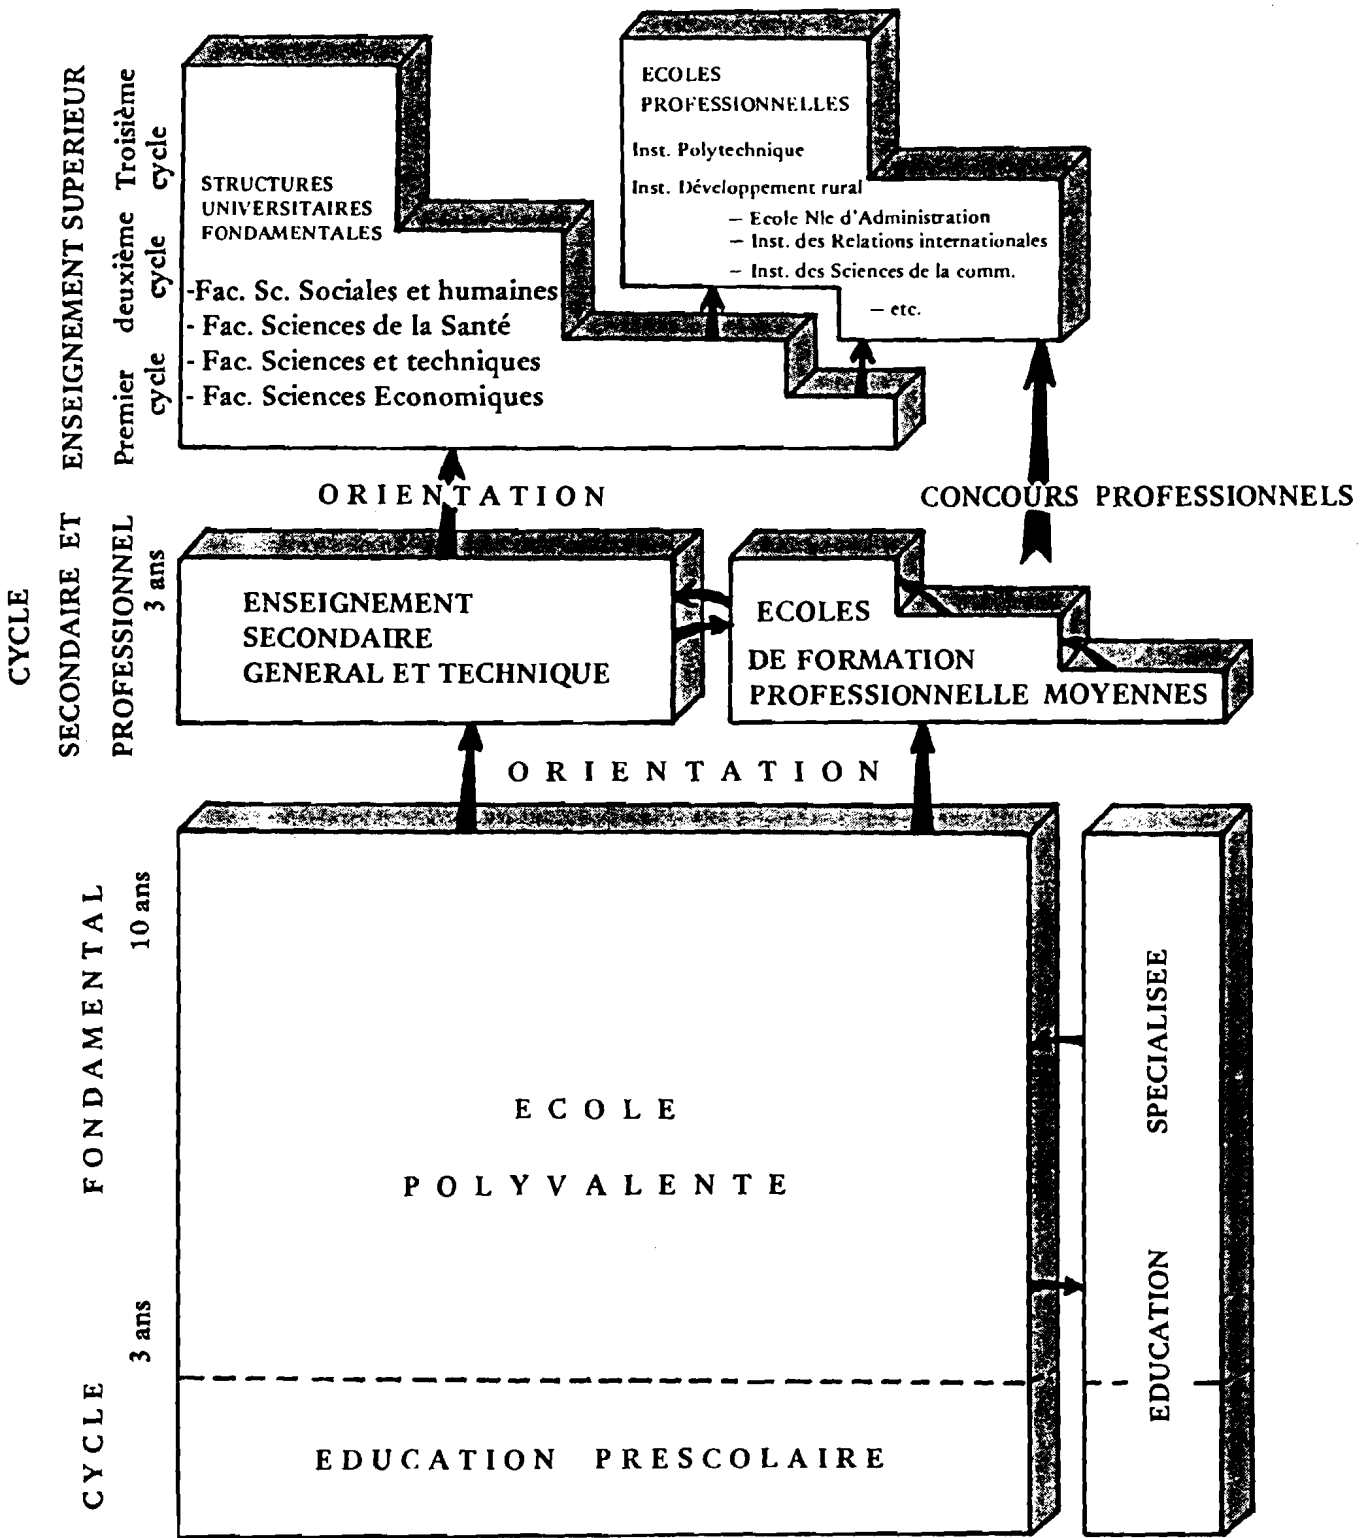 ENSEIGNEMENT SUPERIEUR
Premier cycle
deuxième cycle
Troisième cycle
STRUCTURES
UNIVERSITAIRES
FONDAMENTALES
-Fac. Sc. Sociales et humaines
- Fac. Sciences de la Santé
- Fac. Sciences et techniques
- Fac. Sciences Economiques
ECOLES
PROFESSIONNELLES
Inst. Polytechnique
Inst. Développement rural
– Ecole Nle d'Administration
– Inst. des Relations internationales
– Inst. des Sciences de la comm.
– etc.
ORIENTATION
CONCOURS PROFESSIONNELS
CYCLE
SECONDAIRE ET
PROFESSIONNEL
3 ans
ENSEIGNEMENT
SECONDAIRE
GENERAL ET TECHNIQUE
ECOLES
DE FORMATION
PROFESSIONNELLE MOYENNES
ORIENTATION
CYCLE FONDAMENTAL
3 ans
10 ans
ECOLE
POLYVALENTE
EDUCATION PRESCOLAIRE
EDUCATION SPECIALISEE